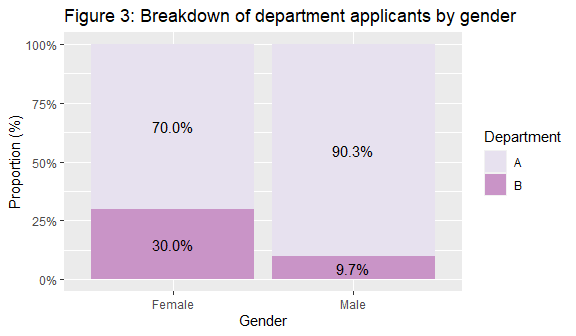 Figure 3: Breakdown of department applicants by gender
100%
75%
50%
25%
0%
Proportion (%)
70.0%
30.0%
90.3%
9.7%
Female
Male
Gender
Department
A
B